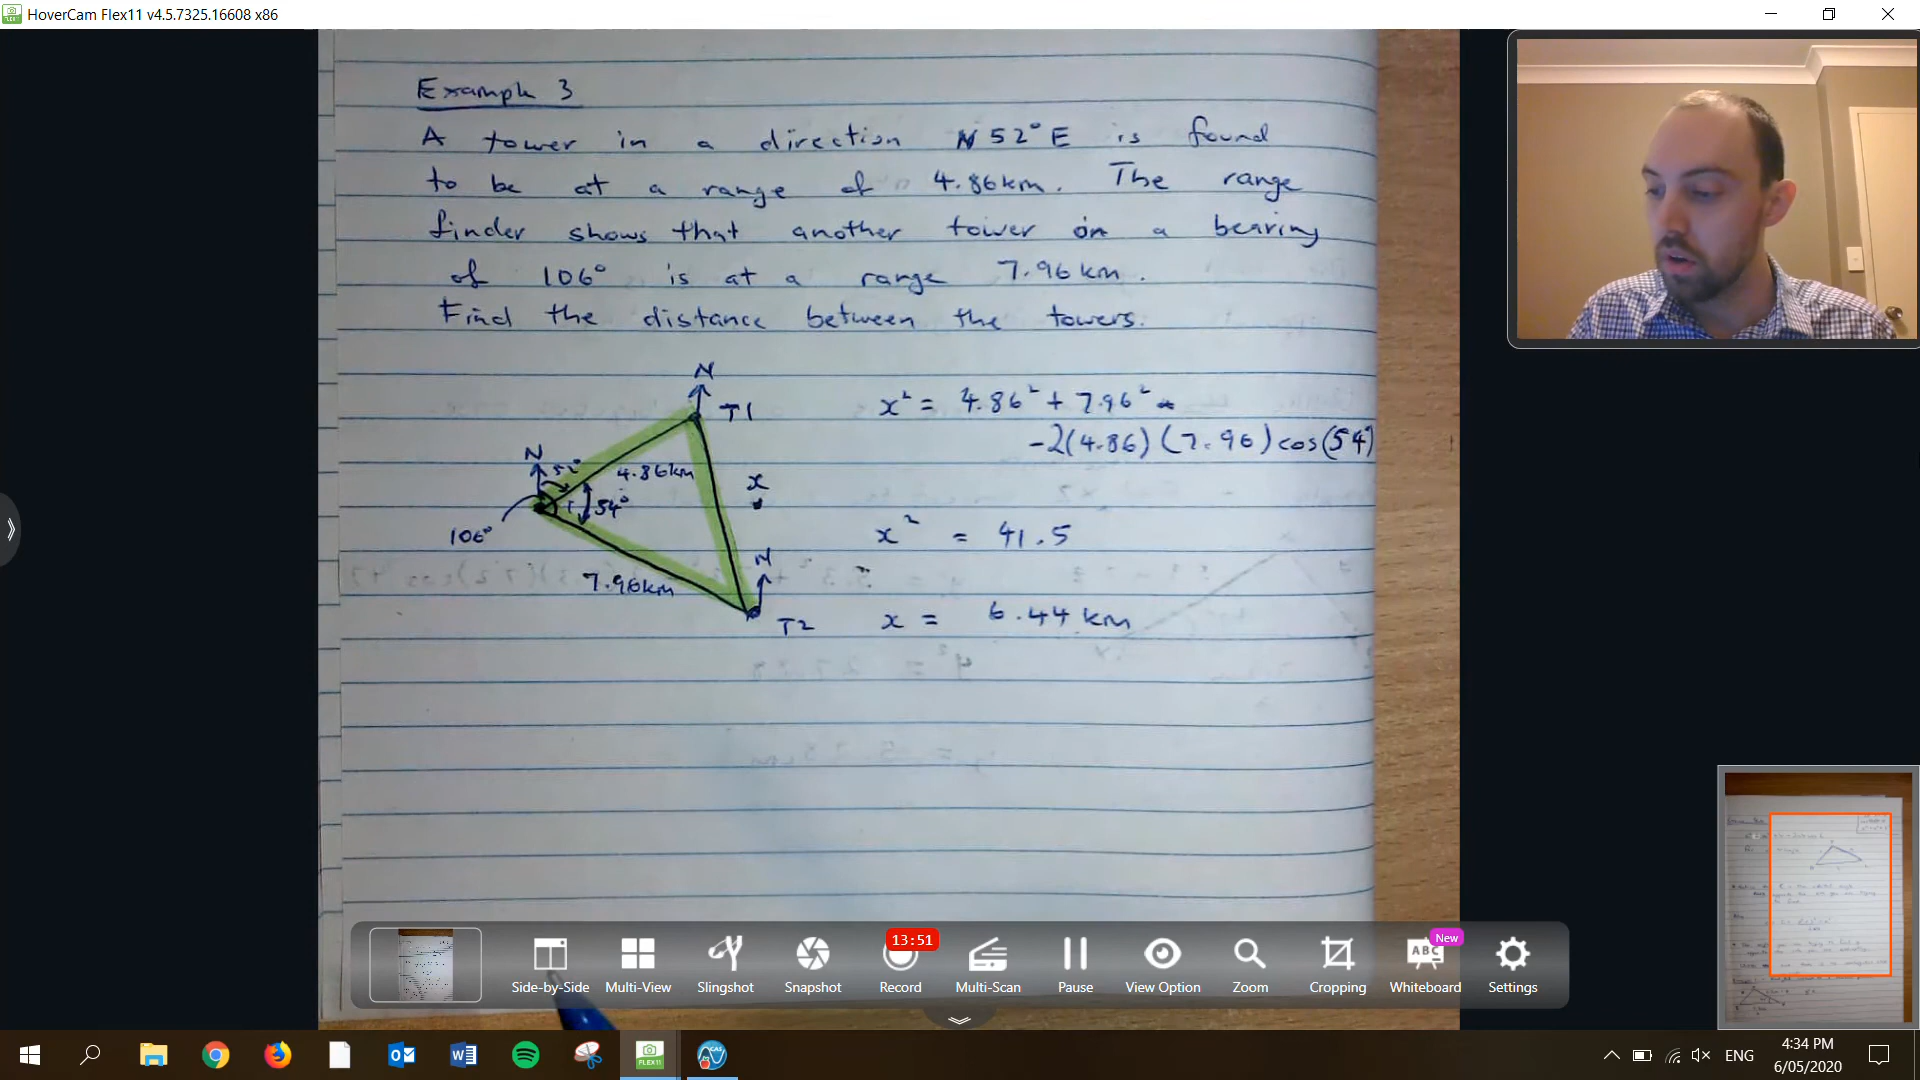 HoverCam Flex11 v4.5.7325.16608 x86
Example 3
A tower in a direction N52°E is found
to be at a range of 4.86km. The range
finder shows that another tower on a bearing
of 106° is at a range 7.96km.
Find the distance between the towers.
N
T1
N
52°
4.86km
54°
106°
x
7.96km
N
T2
x² = 4.86² + 7.96²
-2(4.86)(7.96)cos(54°)
x² = 41.5
x = 6.44 km
13:51
New
ABC
Side-by-Side Multi-View Slingshot Snapshot Record Multi-Scan Pause View Option Zoom Cropping Whiteboard Settings
FLEX11
ENG
4:34 PM
6/05/2020